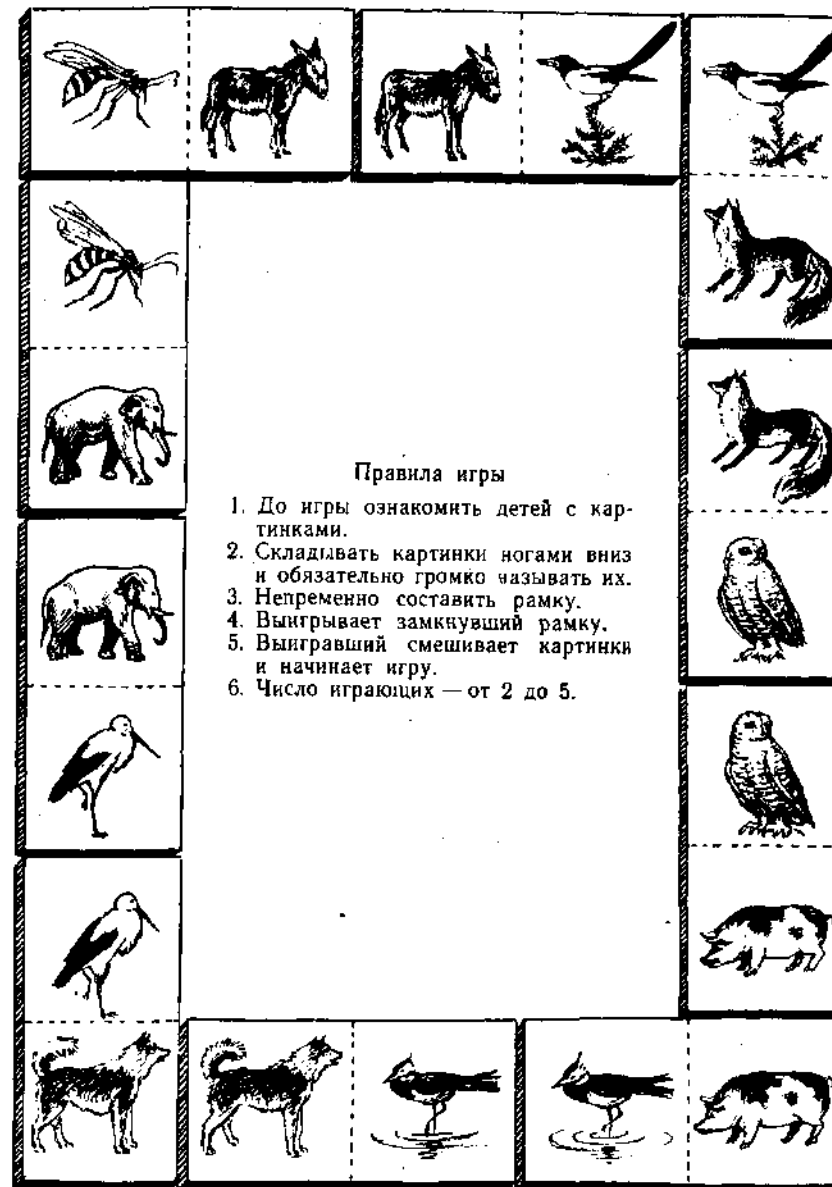 Правила игры
1. До игры ознакомить детей с кар-
тинками.
2. Складывать картинки ногами вниз
и обязательно громко называть их.
3. Непременно составить рамку.
4. Выигрывает замкнувший рамку.
5. Выигравший смешивает картинки
и начинает игру.
6. Число играющих — от 2 до 5.